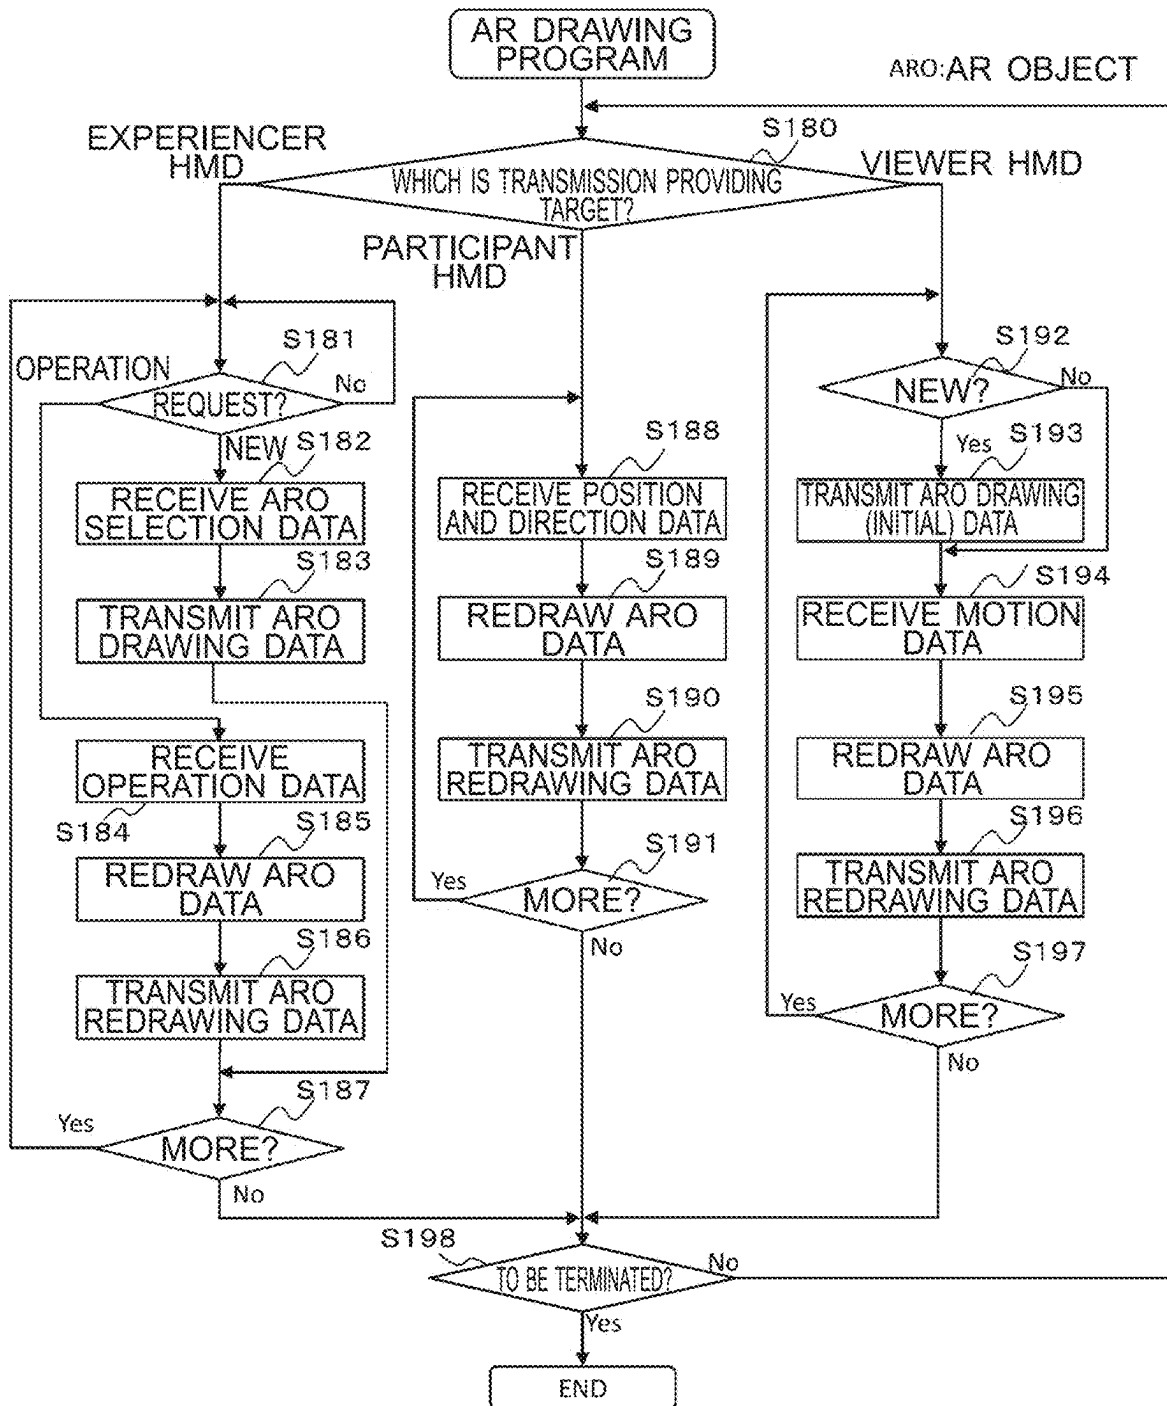 AR DRAWING
PROGRAM
ARO: AR OBJECT
S180
EXPERIENCER
HMD
VIEWER HMD
WHICH IS TRANSMISSION PROVIDING
TARGET?
PARTICIPANT
HMD
S181
OPERATION
REQUEST?
No
NEW
S182
RECEIVE ARO
SELECTION DATA
S183
TRANSMIT ARO
DRAWING DATA
RECEIVE
OPERATION DATA
S184
S185
REDRAW ARO
DATA
S186
TRANSMIT ARO
REDRAWING DATA
S187
Yes
MORE?
No
S188
RECEIVE POSITION
AND DIRECTION DATA
S189
REDRAW ARO
DATA
S190
TRANSMIT ARO
REDRAWING DATA
S191
Yes
MORE?
No
S192
NEW?
No
Yes
S193
TRANSMIT ARO DRAWING
(INITIAL) DATA
S194
RECEIVE MOTION
DATA
S195
REDRAW ARO
DATA
S196
TRANSMIT ARO
REDRAWING DATA
S197
Yes
MORE?
No
S198
TO BE TERMINATED?
No
Yes
END